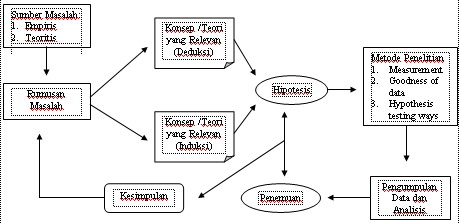 Sumber Masalah
1. Empiris
2. Teoritis
Konsep /Teori
yang Relevan
(Deduksi)
Rumusan
Masalah
Konsep /Teori
yang Relevan
(Induksi)
Hipotesis
Metode Penelitian
1. Measurement
2. Goodness of
data
3. Hypothesis
testing ways
Kesimpulan
Penemuan
Pengumpulan
Data dan
Analisis